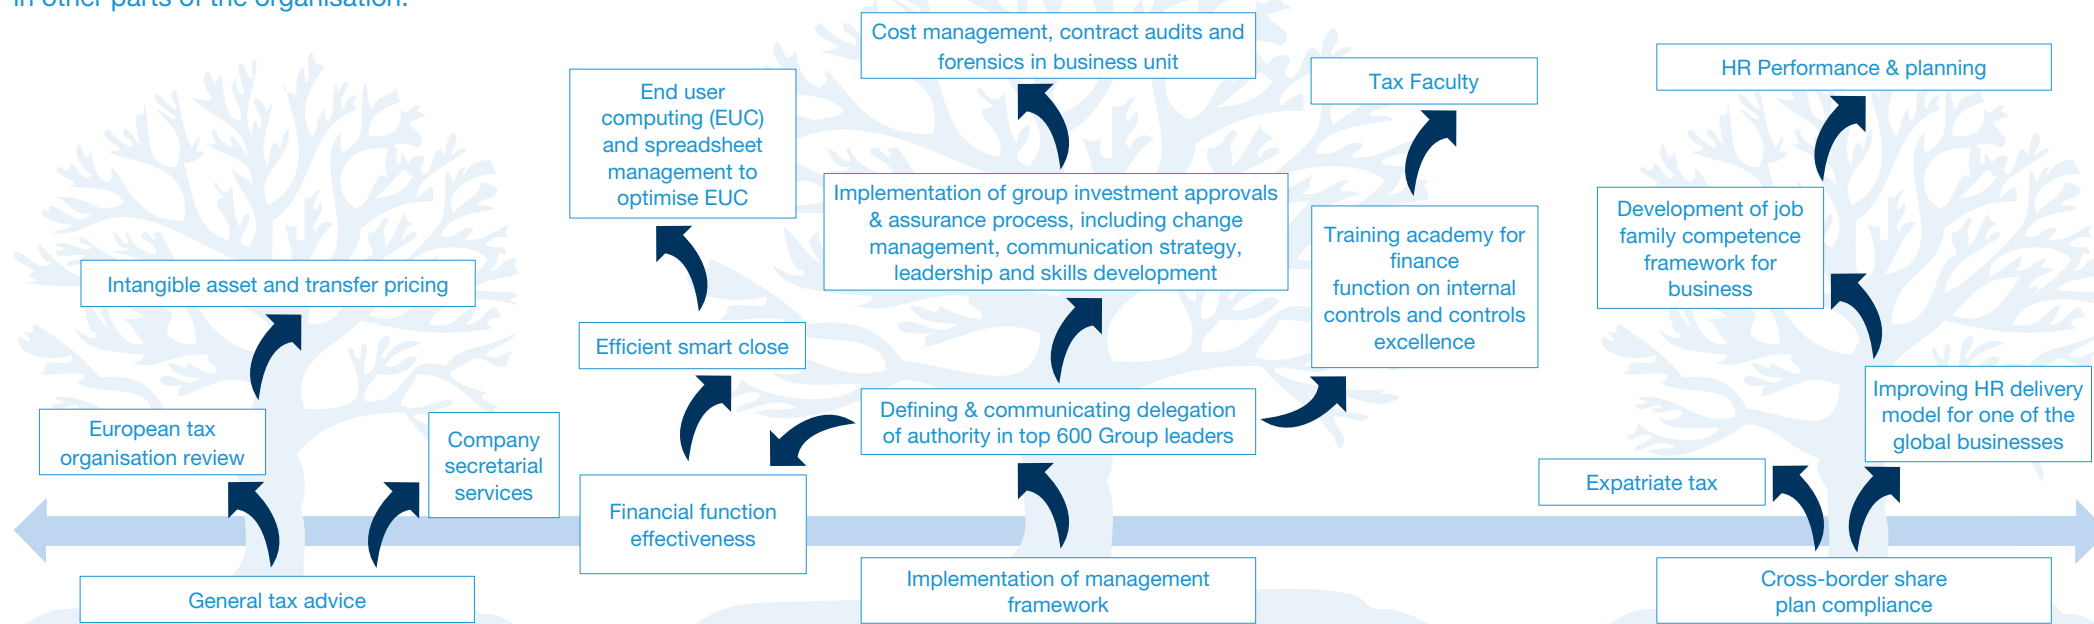 in other parts of the organisation.
Cost management, contract audits and
forensics in business unit
HR Performance & planning
Tax Faculty
End user
computing (EUC)
and spreadsheet
management to
optimise EUC
Implementation of group investment approvals
& assurance process, including change
management, communication strategy,
leadership and skills development
Development of job
family competence
framework for
business
Training academy for
finance
function on internal
controls and controls
excellence
Intangible asset and transfer pricing
Efficient smart close
Improving HR delivery
model for one of the
global businesses
Defining & communicating delegation
of authority in top 600 Group leaders
European tax
organisation review
Company
secretarial
services
Expatriate tax
Financial function
effectiveness
General tax advice
Implementation of management
framework
Cross-border share
plan compliance